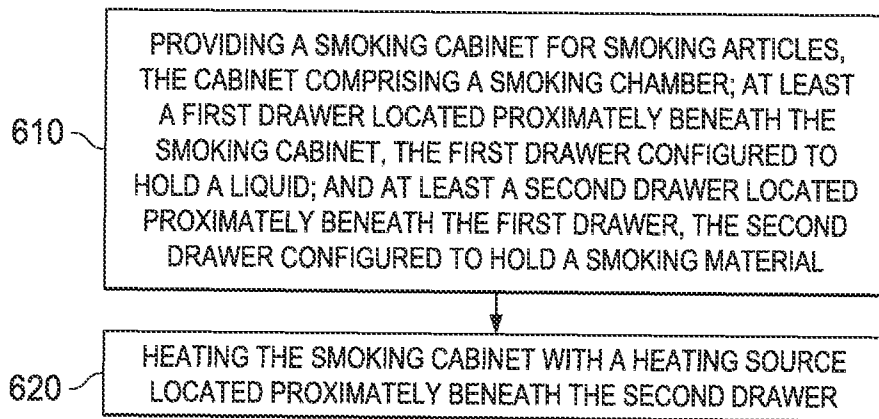 PROVIDING A SMOKING CABINET FOR SMOKING ARTICLES,
THE CABINET COMPRISING A SMOKING CHAMBER; AT LEAST
A FIRST DRAWER LOCATED PROXIMATELY BENEATH THE
610
SMOKING CABINET, THE FIRST DRAWER CONFIGURED TO
HOLD A LIQUID; AND AT LEAST A SECOND DRAWER LOCATED
PROXIMATELY BENEATH THE FIRST DRAWER, THE SECOND
DRAWER CONFIGURED TO HOLD A SMOKING MATERIAL
HEATING THE SMOKING CABINET WITH A HEATING SOURCE
620
LOCATED PROXIMATELY BENEATH THE SECOND DRAWER